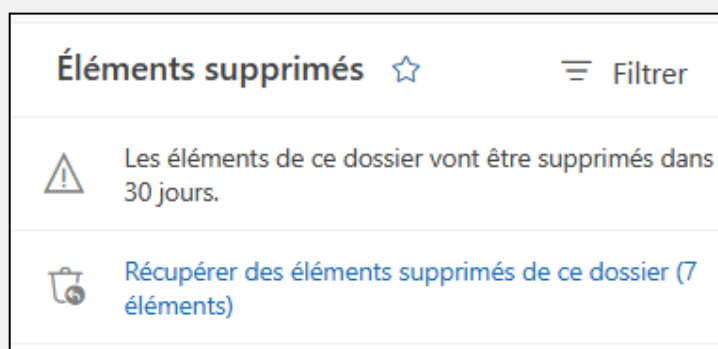 Éléments supprimés
Filtrer
Les éléments de ce dossier vont être supprimés dans
30 jours.
Récupérer des éléments supprimés de ce dossier (7
éléments)